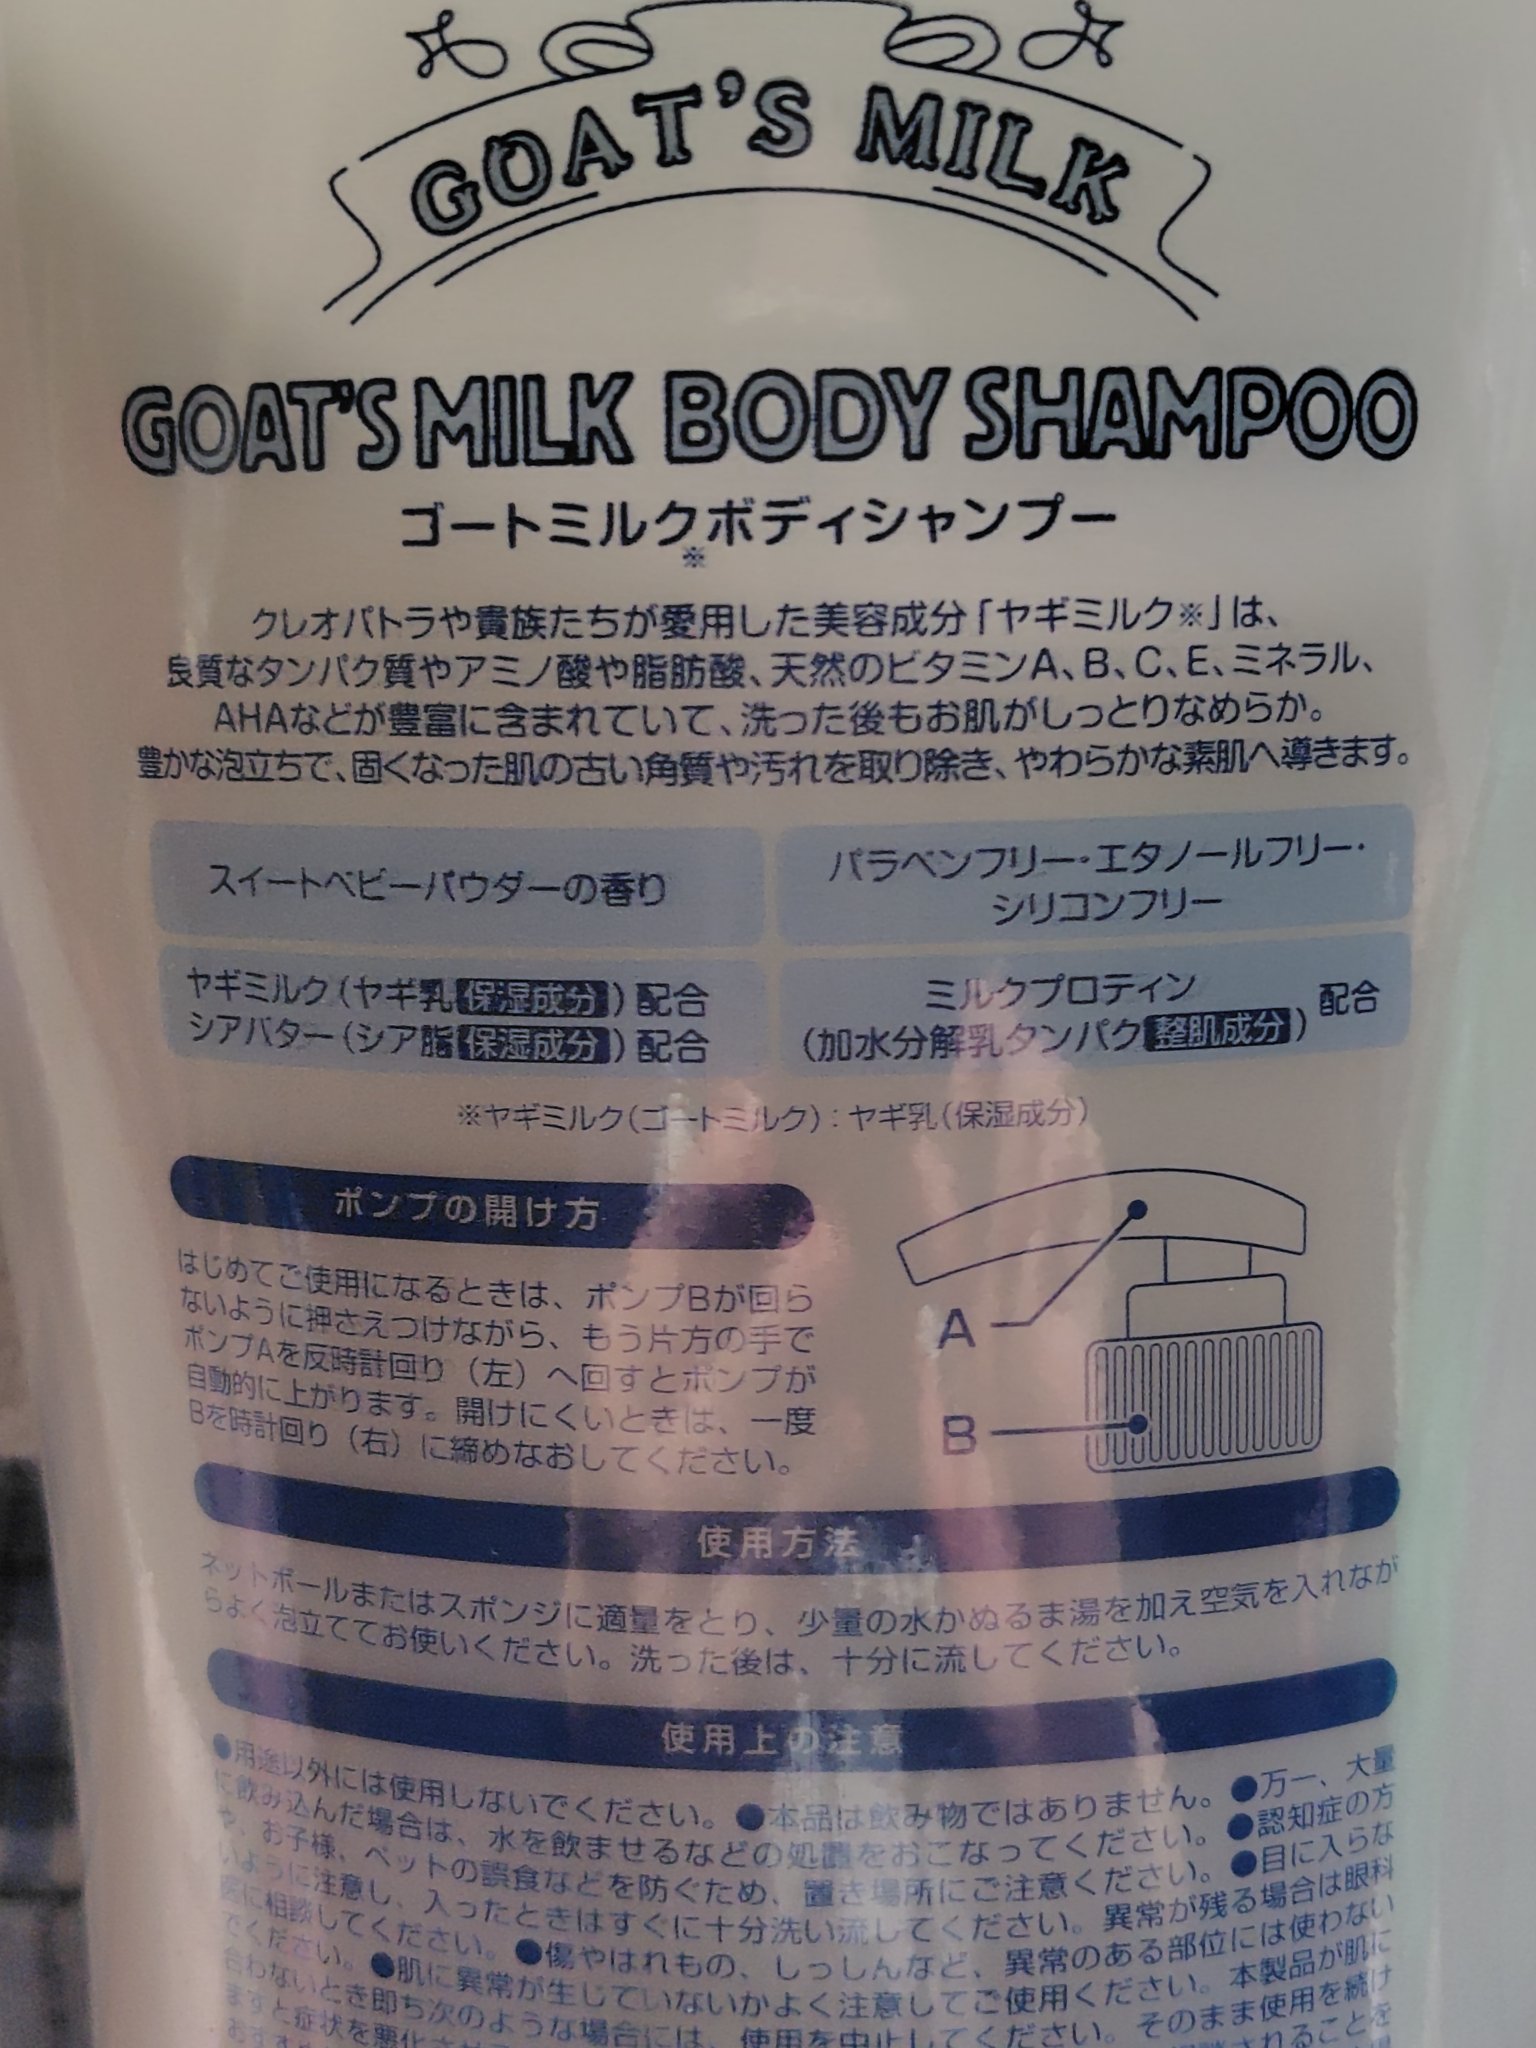 GOAT'S MILK
GOAT'S MILK BODY SHAMPOO
ゴートミルクボディシャンプー
※
クレオパトラや貴族たちが愛用した美容成分「ヤギミルク※」は、
良質なタンパク質やアミノ酸や脂肪酸、天然のビタミンA、B、C、E、ミネラル、
AHAなどが豊富に含まれていて、洗った後もお肌がしっとりなめらか。
豊かな泡立ちで、固くなった肌の古い角質や汚れを取り除き、やわらかな素肌へ導きます。
スイートベビーパウダーの香り
パラベンフリー・エタノールフリー・
シリコンフリー
ヤギミルク(ヤギ乳 保湿成分)配合
シアバター(シア脂 保湿成分)配合
ミルクプロテイン
(加水分解乳タンパク 整肌成分)配合
※ヤギミルク(ゴートミルク):ヤギ乳(保湿成分)
ポンプの開け方
はじめてご使用になるときは、ポンプBが回ら
ないように押さえつけながら、もう片方の手で
ポンプAを反時計回り(左)へ回すとポンプが
自動的に上がります。開けにくいときは、一度
Bを時計回り(右)に締めなおしてください。
A
B
使用方法
ネットボールまたはスポンジに適量をとり、少量の水かぬるま湯を加え空気を入れなが
らよく泡立ててお使いください。洗った後は、十分に流してください。
使用上の注意
●用途以外には使用しないでください。●本品は飲み物ではありません。●万一、大量
に飲み込んだ場合は、水を飲ませるなどの処置をおこなってください。●認知症の方
や、お子様、ペットの誤食などを防ぐため、置き場所にご注意ください。●目に入らな
いように注意し、入ったときはすぐに十分洗い流してください。異常が残る場合は眼科
医に相談してください。●傷やはれもの、しっしんなど、異常のある部位には使わない
でください。●肌に異常が生じていないかよく注意してご使用ください。本製品が肌に
合わないとき即ち次のような場合には、使用を中止してください。そのまま使用を続け
ますと症状を悪化させ されることを